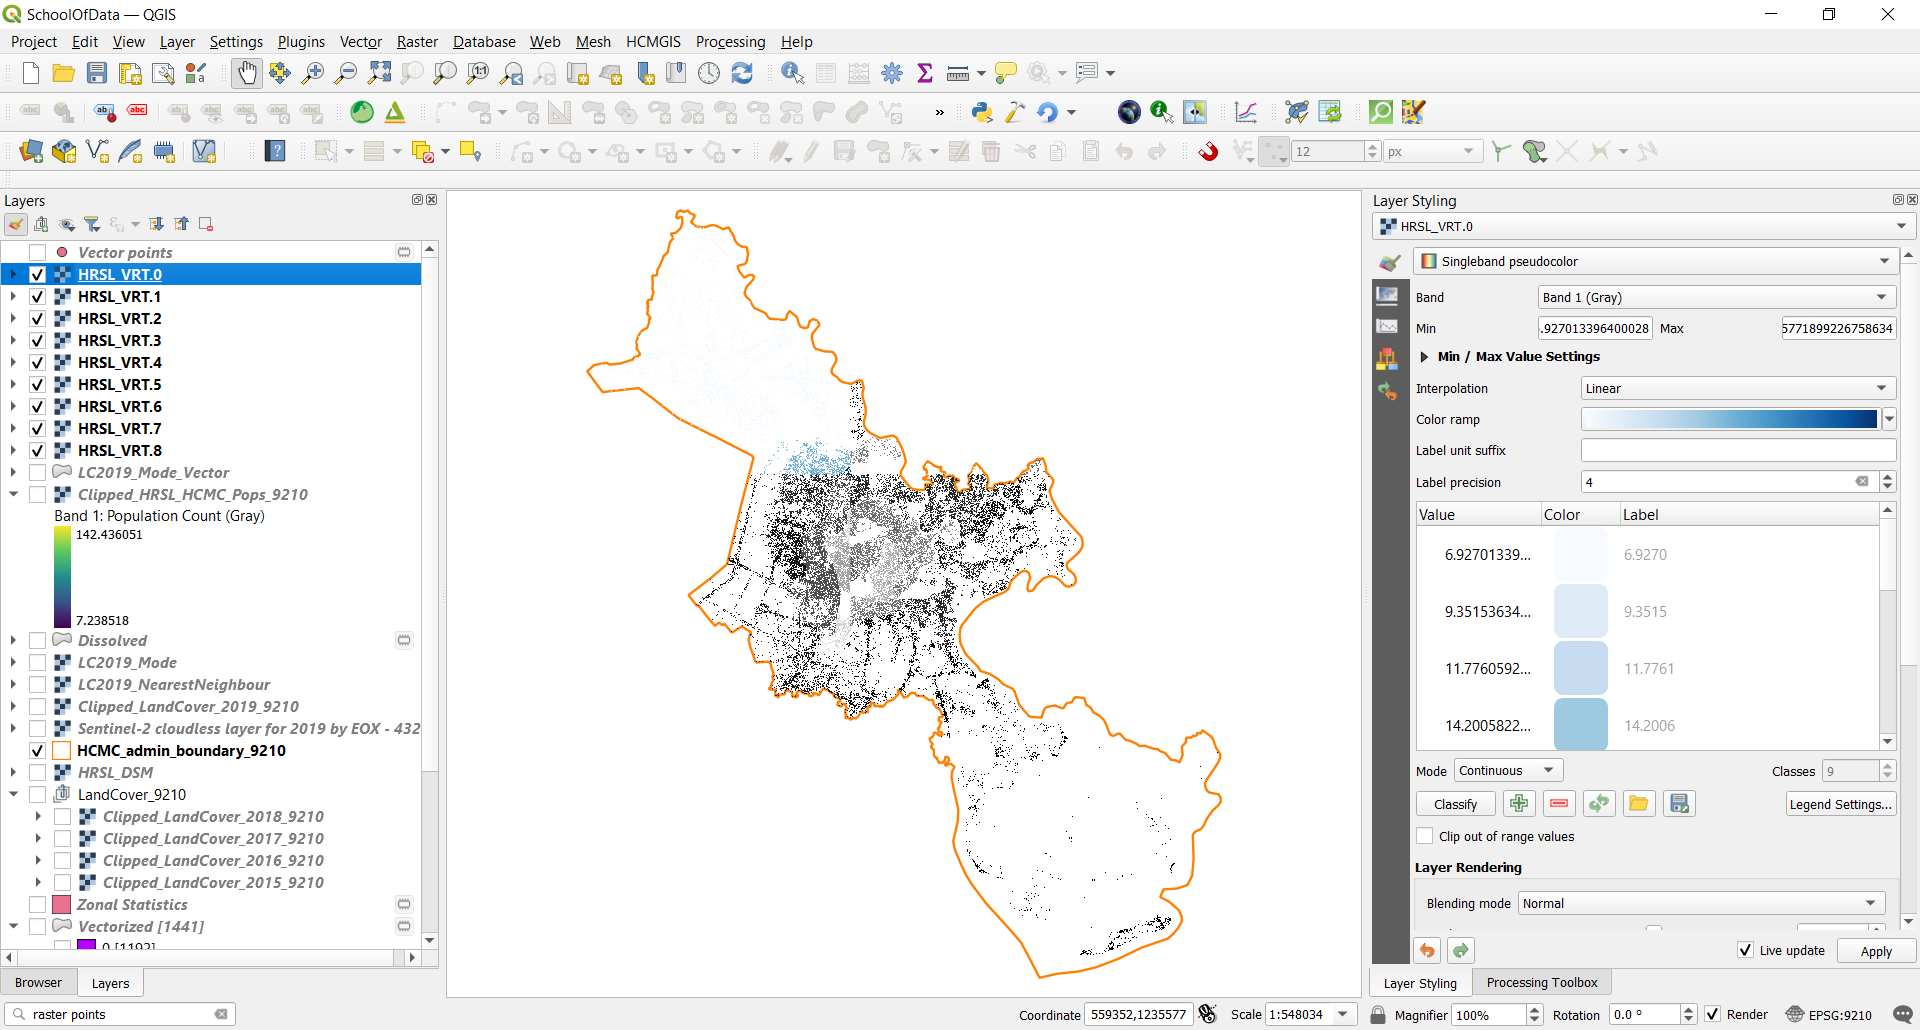 SchoolOfData — QGIS
Project Edit View Layer Settings Plugins Vector Raster Database Web Mesh HCMGIS Processing Help
12 px
Layers
Vector points
HRSL_VRT.0
HRSL_VRT.1
HRSL_VRT.2
HRSL_VRT.3
HRSL_VRT.4
HRSL_VRT.5
HRSL_VRT.6
HRSL_VRT.7
HRSL_VRT.8
LC2019_Mode_Vector
Clipped_HRSL_HCMC_Pops_9210
Band 1: Population Count (Gray)
142.436051
7.238518
Dissolved
LC2019_Mode
LC2019_NearestNeighbour
Clipped_LandCover_2019_9210
Sentinel-2 cloudless layer for 2019 by EOX - 432
HCMC_admin_boundary_9210
HRSL_DSM
LandCover_9210
Clipped_LandCover_2018_9210
Clipped_LandCover_2017_9210
Clipped_LandCover_2016_9210
Clipped_LandCover_2015_9210
Zonal Statistics
Vectorized [1441]
0 [1192]
Browser Layers
raster points
Layer Styling
HRSL_VRT.0
Singleband pseudocolor
Band Band 1 (Gray)
Min .927013396400028 Max 5771899226758634
Min / Max Value Settings
Interpolation Linear
Color ramp
Label unit suffix
Label precision 4
Value Color Label
6.92701339... 6.9270
9.35153634... 9.3515
11.7760592... 11.7761
14.2005822... 14.2006
Mode Continuous Classes 9
Classify Legend Settings...
Clip out of range values
Layer Rendering
Blending mode Normal
Live update Apply
Layer Styling Processing Toolbox
Coordinate 559352,1235577 Scale 1:548034 Magnifier 100% Rotation 0.0 ° Render EPSG:9210